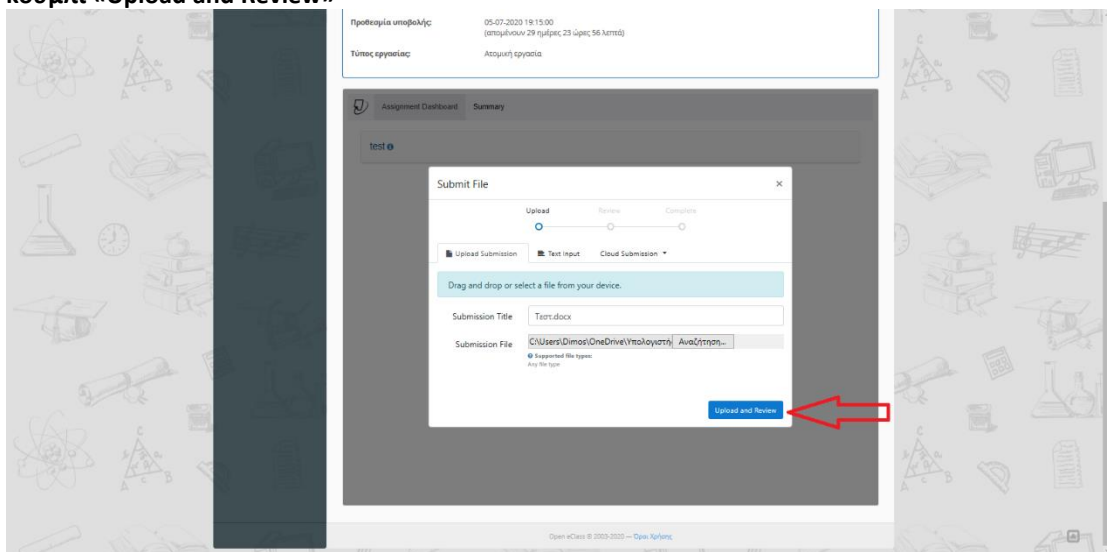 κουμπί «Upload and Review»
Προθεσμία υποβολής: 05-07-2020 19:15:00
(απομένουν 29 ημέρες 23 ώρες 56 λεπτά)
Τύπος εργασίας: Ατομική εργασία
Assignment Dashboard Summary
test
Submit File ×
Upload Review Complete
Upload Submission Text Input Cloud Submission
Drag and drop or select a file from your device.
Submission Title Τεστ.docx
Submission File C:\Users\Dimos\OneDrive\Υπολογιστή Αναζήτηση...
Supported file types:
Any file type
Upload and Review
Open eClass © 2003-2020 — Όροι Χρήσης